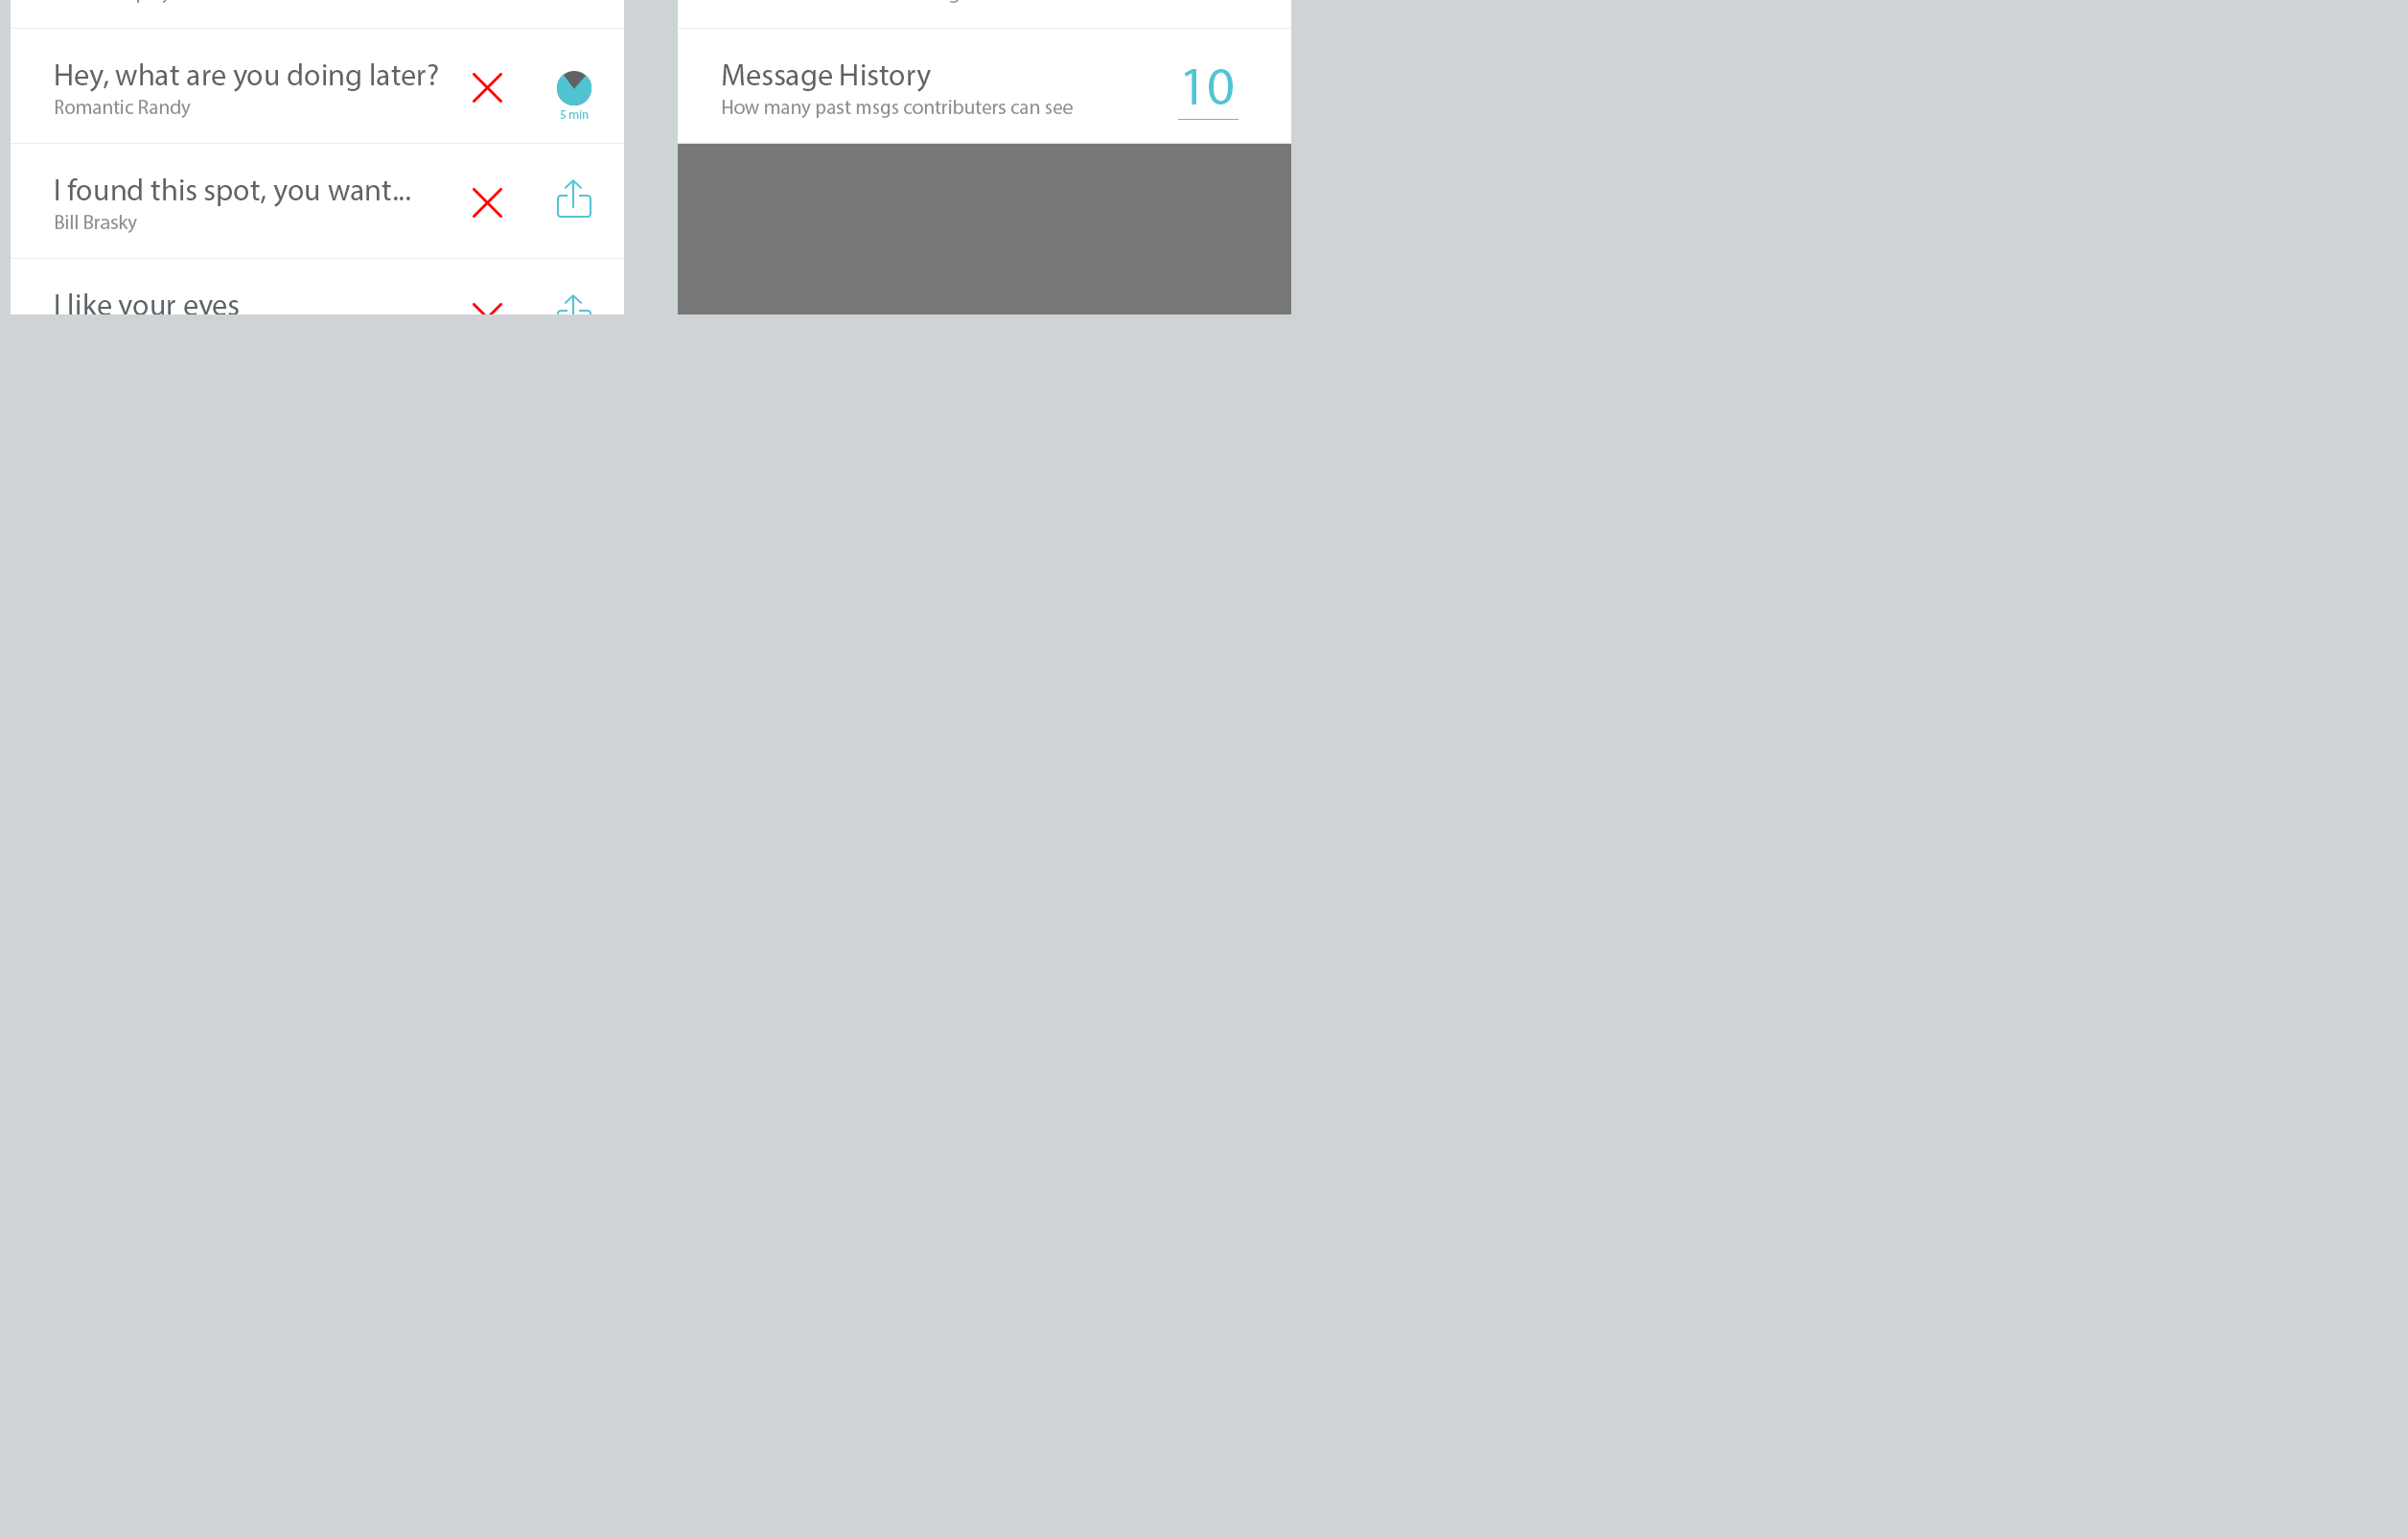 Hey, what are you doing later?
Romantic Randy
5 min
I found this spot, you want...
Bill Brasky
I like your eyes
Message History
How many past msgs contributers can see
10